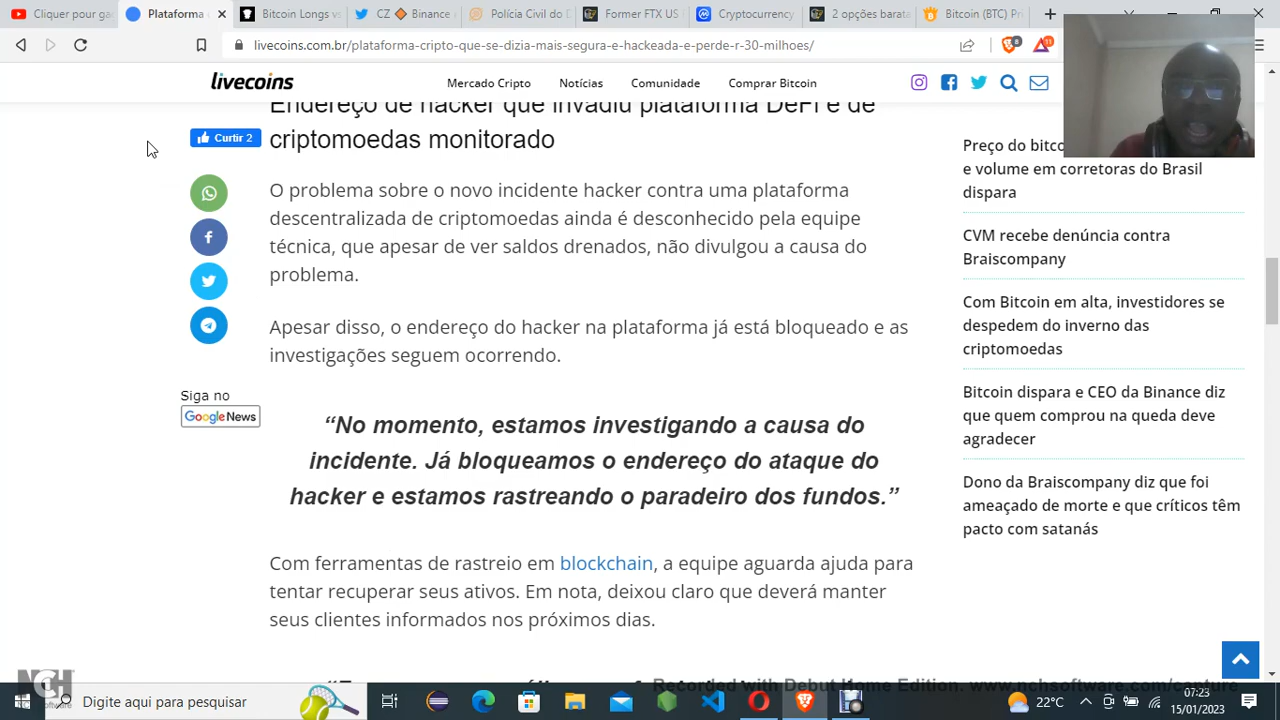 Cliquer pour ga
Plataforma
Bitcoin Longs vs
CZ 🔶 Binance
Polícia Civil do D
Former FTX US
Cryptocurrency
2 opções barata
Bitcoin (BTC) Pr
livecoins.com.br/plataforma-cripto-que-se-dizia-mais-segura-e-hackeada-e-perde-r-30-milhoes/
8
11
livecoins
Mercado Cripto
Notícias
Comunidade
Comprar Bitcoin
Endereço de hacker que invadiu plataforma DeFi e de
criptomoedas monitorado
Curtir 2
O problema sobre o novo incidente hacker contra uma plataforma
descentralizada de criptomoedas ainda é desconhecido pela equipe
técnica, que apesar de ver saldos drenados, não divulgou a causa do
problema.
Apesar disso, o endereço do hacker na plataforma já está bloqueado e as
investigações seguem ocorrendo.
Siga no
Google News
“No momento, estamos investigando a causa do
incidente. Já bloqueamos o endereço do ataque do
hacker e estamos rastreando o paradeiro dos fundos.”
Com ferramentas de rastreio em blockchain, a equipe aguarda ajuda para
tentar recuperar seus ativos. Em nota, deixou claro que deverá manter
seus clientes informados nos próximos dias.
Preço do bitco
e volume em corretoras do Brasil
dispara
CVM recebe denúncia contra
Braiscompany
Com Bitcoin em alta, investidores se
despedem do inverno das
criptomoedas
Bitcoin dispara e CEO da Binance diz
que quem comprou na queda deve
agradecer
Dono da Braiscompany diz que foi
ameaçado de morte e que críticos têm
pacto com satanás
NCH
Recorded with Debut Home Edition. www.nchsoftware.com/capture
Digite aqui para pesquisar
22°C
07:23
15/01/2023